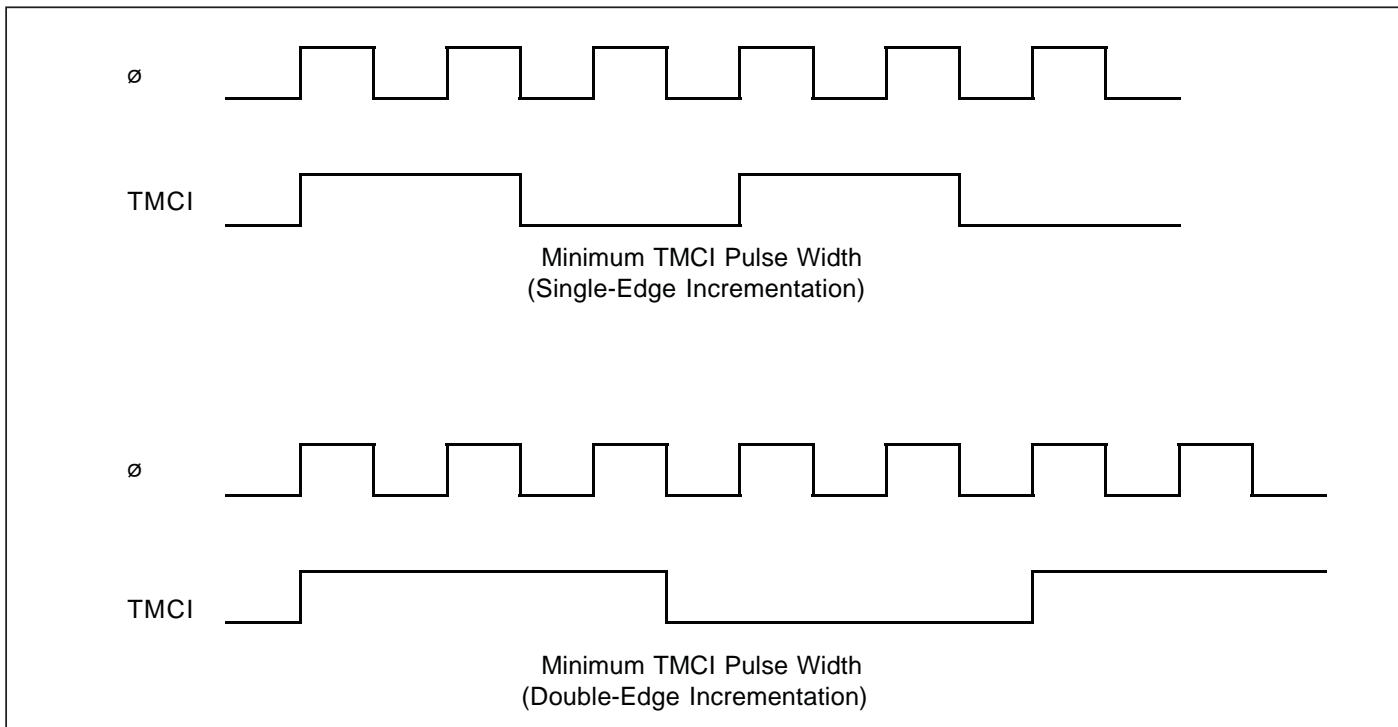 ø
TMCI
Minimum TMCI Pulse Width
(Single-Edge Incrementation)
ø
TMCI
Minimum TMCI Pulse Width
(Double-Edge Incrementation)